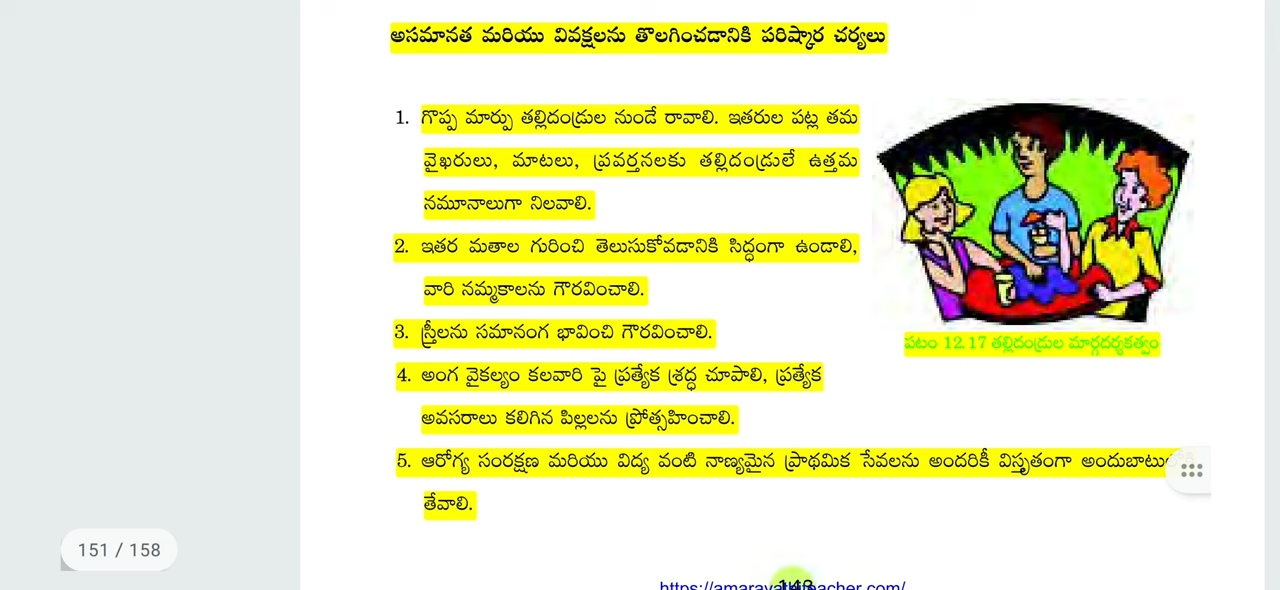 అసమానత మరియు వివక్షలను తొలగించడానికి పరిష్కార చర్యలు
1. గొప్ప మార్పు తల్లిదండ్రుల నుండే రావాలి. ఇతరుల పట్ల తమ
వైఖరులు, మాటలు, ప్రవర్తనలకు తల్లిదండ్రులే ఉత్తమ
నమూనాలుగా నిలవాలి.
2. ఇతర మతాల గురించి తెలుసుకోవడానికి సిద్ధంగా ఉండాలి,
వారి నమ్మకాలను గౌరవించాలి.
పటం 12.17 తల్లిదండ్రుల మార్గదర్శకత్వం
3. స్త్రీలను సమానంగ భావించి గౌరవించాలి.
4. అంగ వైకల్యం కలవారి పై ప్రత్యేక శ్రద్ధ చూపాలి, ప్రత్యేక
అవసరాలు కలిగిన పిల్లలను ప్రోత్సహించాలి.
5. ఆరోగ్య సంరక్షణ మరియు విద్య వంటి నాణ్యమైన ప్రాథమిక సేవలను అందరికీ విస్తృతంగా అందుబాటులోకి
తేవాలి.
151 / 158
143